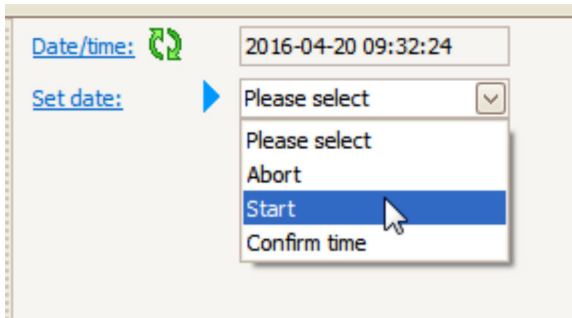 Date/time: 2016-04-20 09:32:24
Set date: Please select
Please select
Abort
Start
Confirm time